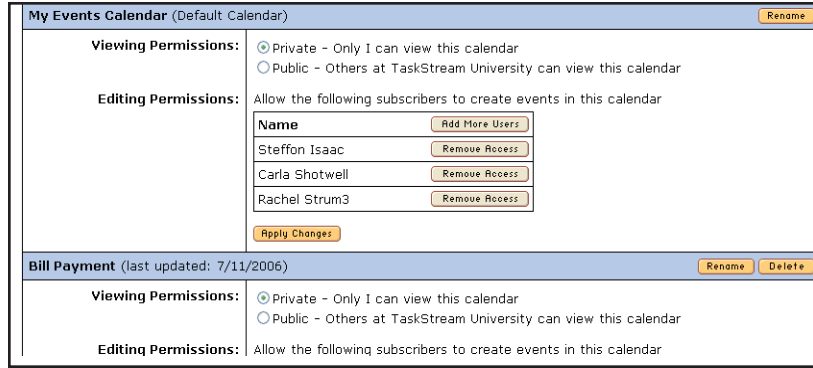 My Events Calendar (Default Calendar) Rename
Viewing Permissions: Private - Only I can view this calendar
Public - Others at TaskStream University can view this calendar
Editing Permissions: Allow the following subscribers to create events in this calendar
Name Add More Users
Steffon Isaac Remove Access
Carla Shotwell Remove Access
Rachel Strum3 Remove Access
Apply Changes
Bill Payment (last updated: 7/11/2006) Rename Delete
Viewing Permissions: Private - Only I can view this calendar
Public - Others at TaskStream University can view this calendar
Editing Permissions: Allow the following subscribers to create events in this calendar